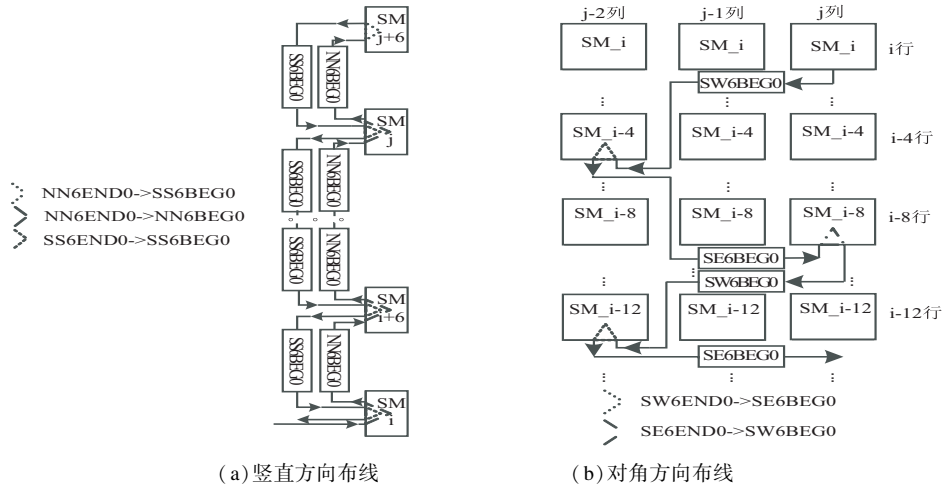 SM
j+6
SS6BEG0
NN6BEG0
SM
j
SS6BEG0
NN6BEG0
NN6END0->SS6BEG0
NN6END0->NN6BEG0
SS6END0->SS6BEG0
SS6BEG0
NN6BEG0
SM
i+6
SS6BEG0
NN6BEG0
SM
i
(a)竖直方向布线
j-2列 j-1列 j列
SM_i SM_i SM_i i行
SW6BEG0
... ... ...
SM_i-4 SM_i-4 SM_i-4 i-4行
... ... ...
SM_i-8 SM_i-8 SM_i-8 i-8行
SE6BEG0
SW6BEG0
... ... ...
SM_i-12 SM_i-12 SM_i-12 i-12行
SE6BEG0
... ... ...
SW6END0->SE6BEG0
SE6END0->SW6BEG0
(b)对角方向布线